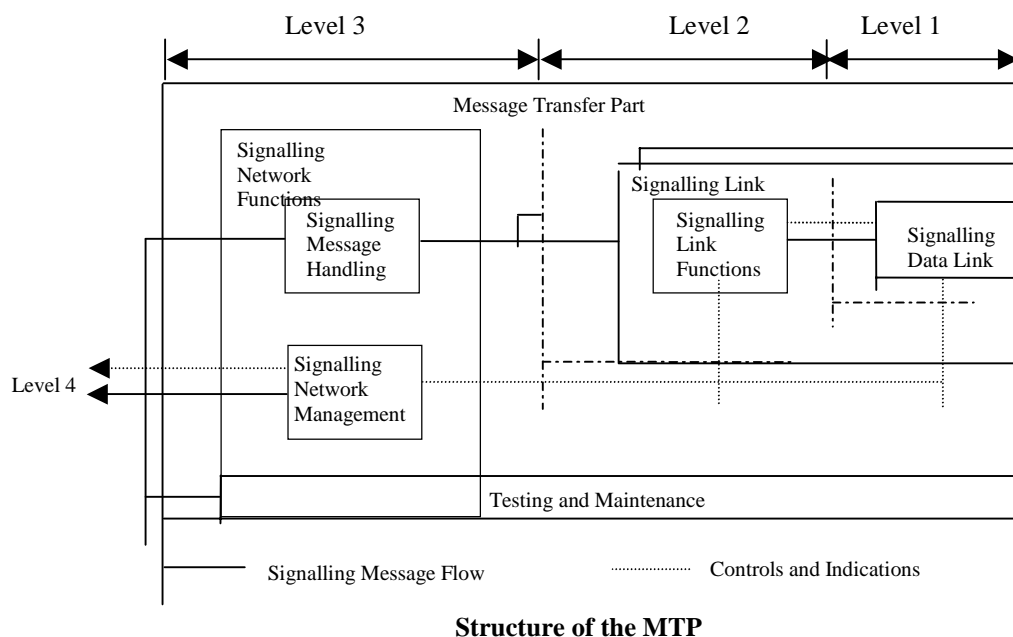 Level 3
Level 2
Level 1
Message Transfer Part
Signalling
Network
Functions
Signalling
Message
Handling
Signalling Link
Signalling
Link
Functions
Signalling
Data Link
Signalling
Network
Management
Level 4
Testing and Maintenance
Signalling Message Flow
Controls and Indications
Structure of the MTP